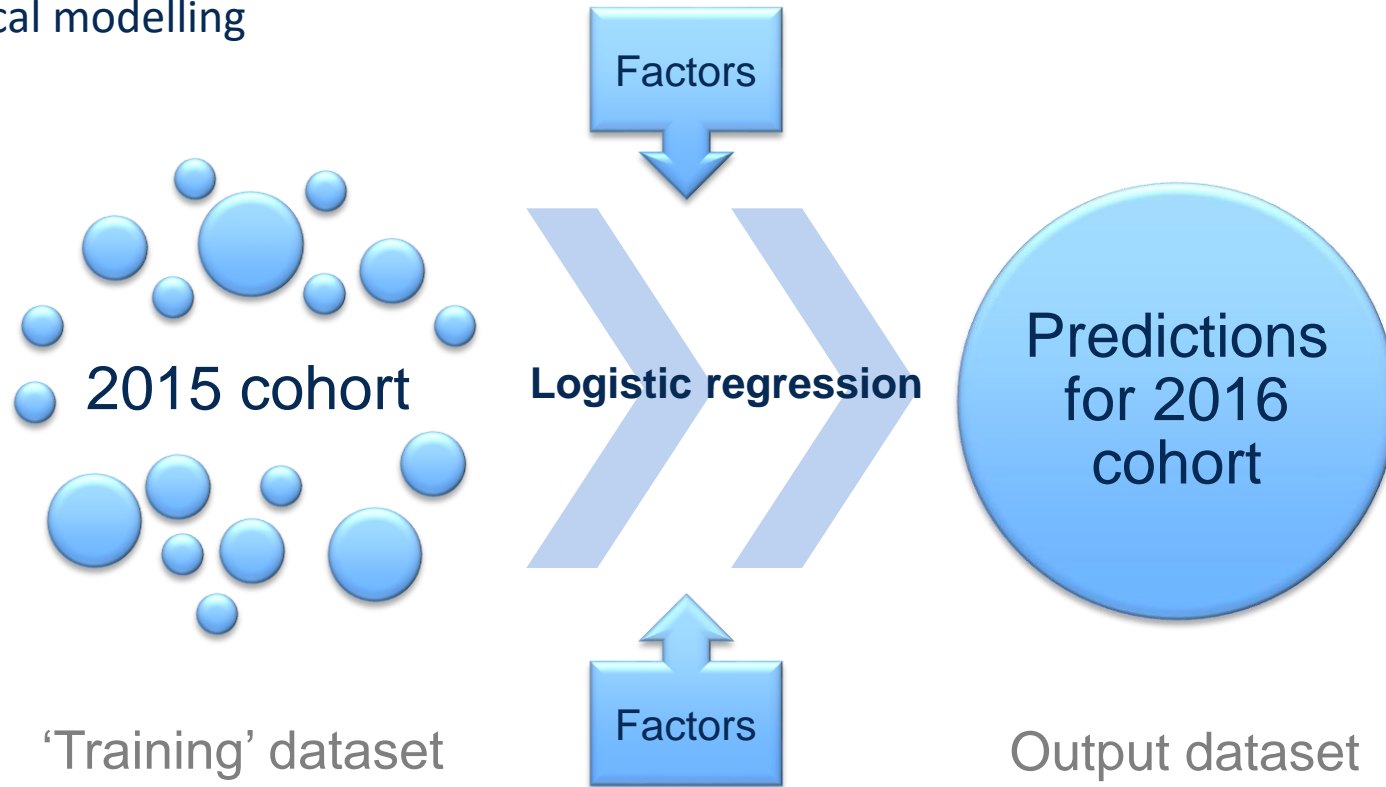 cal modelling
Factors
2015 cohort
Logistic regression
Predictions
for 2016
cohort
Factors
‘Training’ dataset
Output dataset